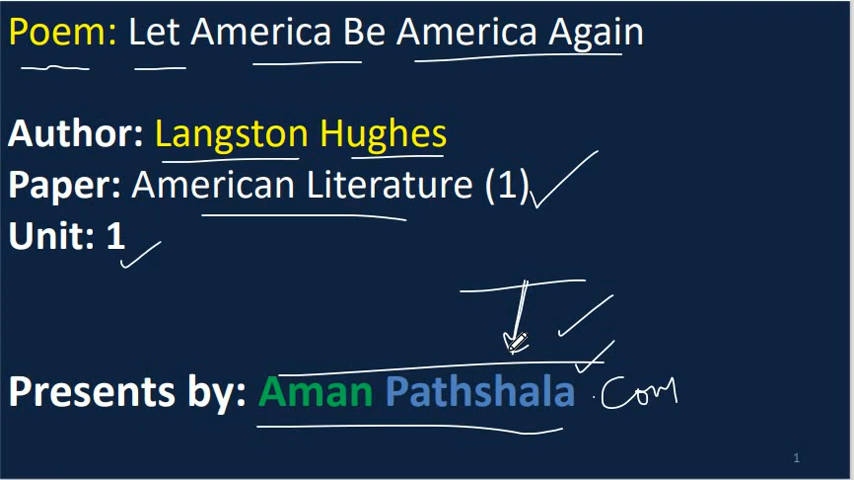 Poem: Let America Be America Again
Author: Langston Hughes
Paper: American Literature (1)
Unit: 1
Presents by: Aman Pathshala .Com
1